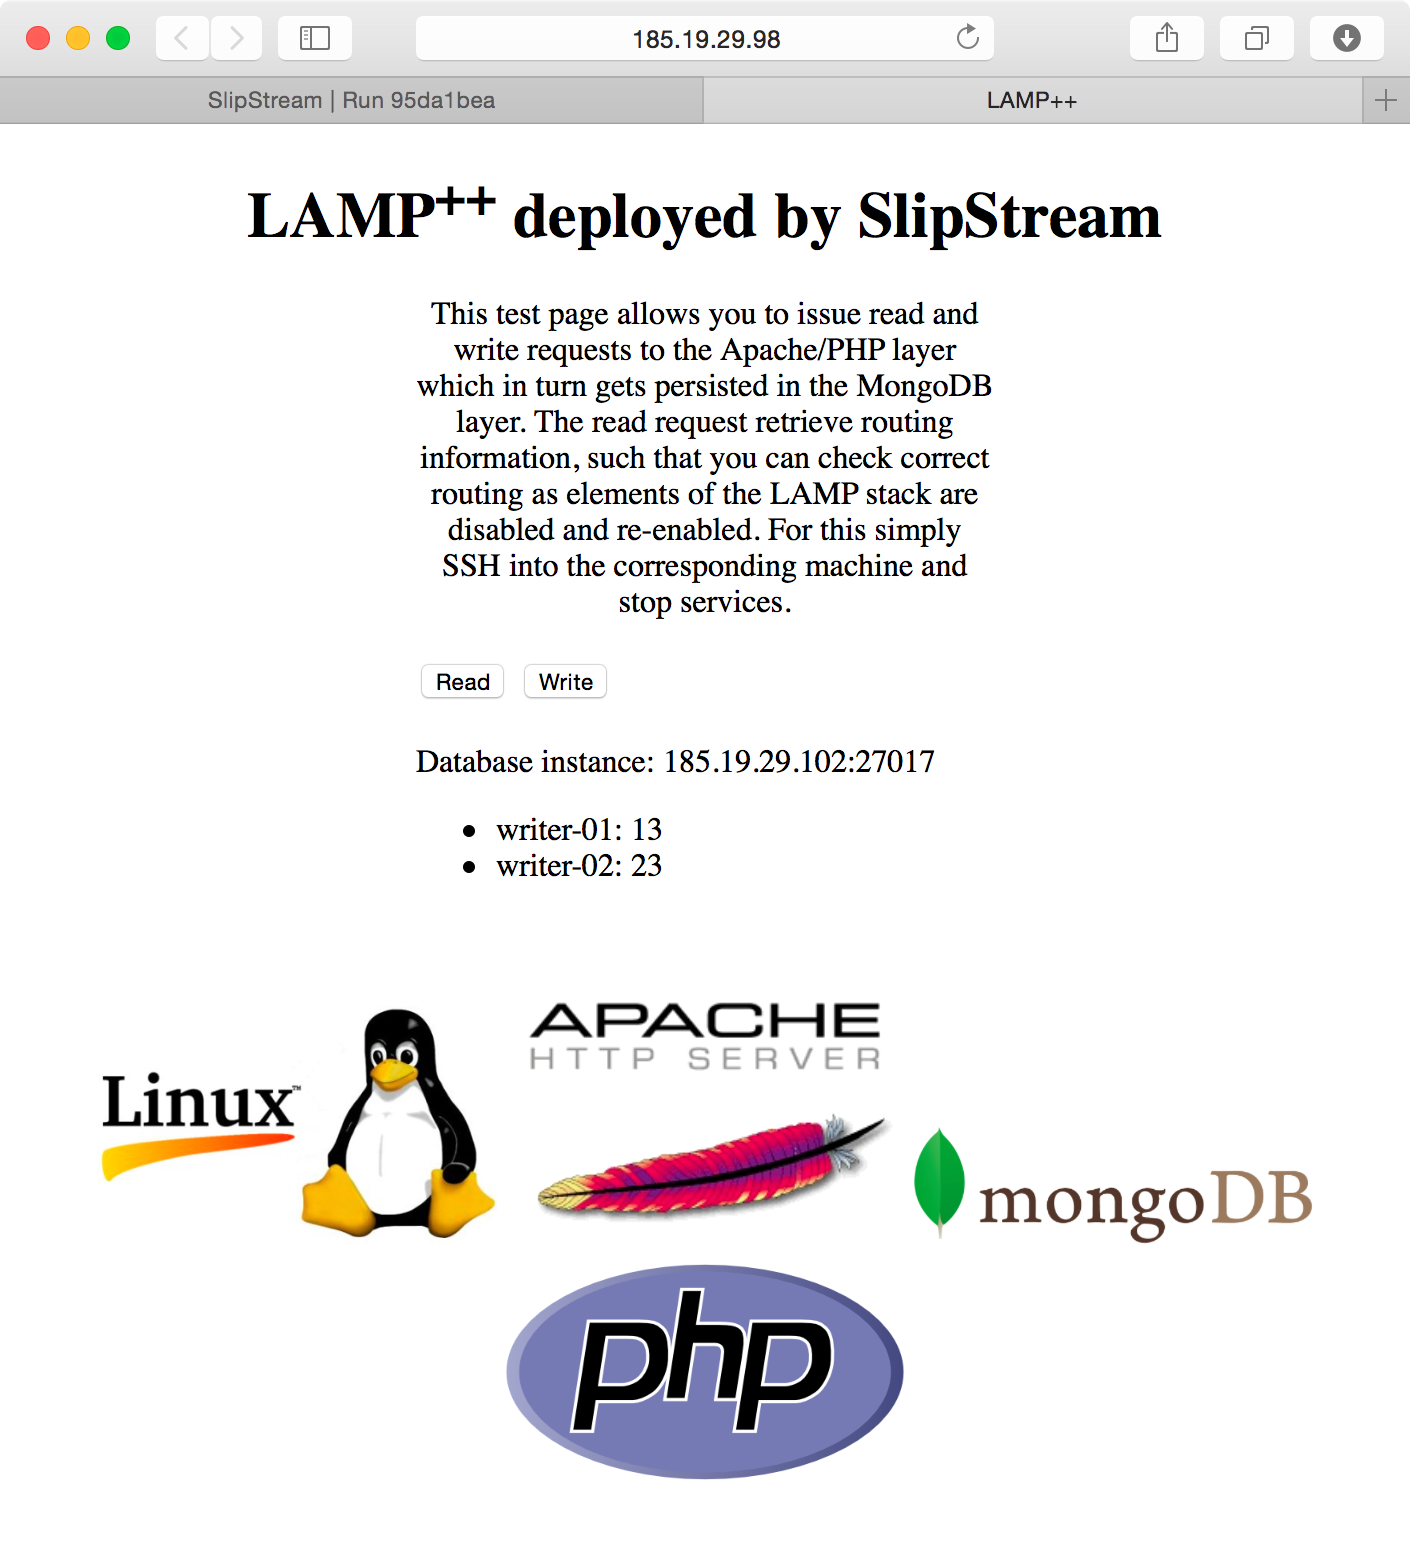 185.19.29.98
SlipStream | Run 95da1bea
LAMP++
LAMP++ deployed by SlipStream
This test page allows you to issue read and
write requests to the Apache/PHP layer
which in turn gets persisted in the MongoDB
layer. The read request retrieve routing
information, such that you can check correct
routing as elements of the LAMP stack are
disabled and re-enabled. For this simply
SSH into the corresponding machine and
stop services.
Read Write
Database instance: 185.19.29.102:27017
• writer-01: 13
• writer-02: 23
APACHE
HTTP SERVER
Linux™
mongoDB
php